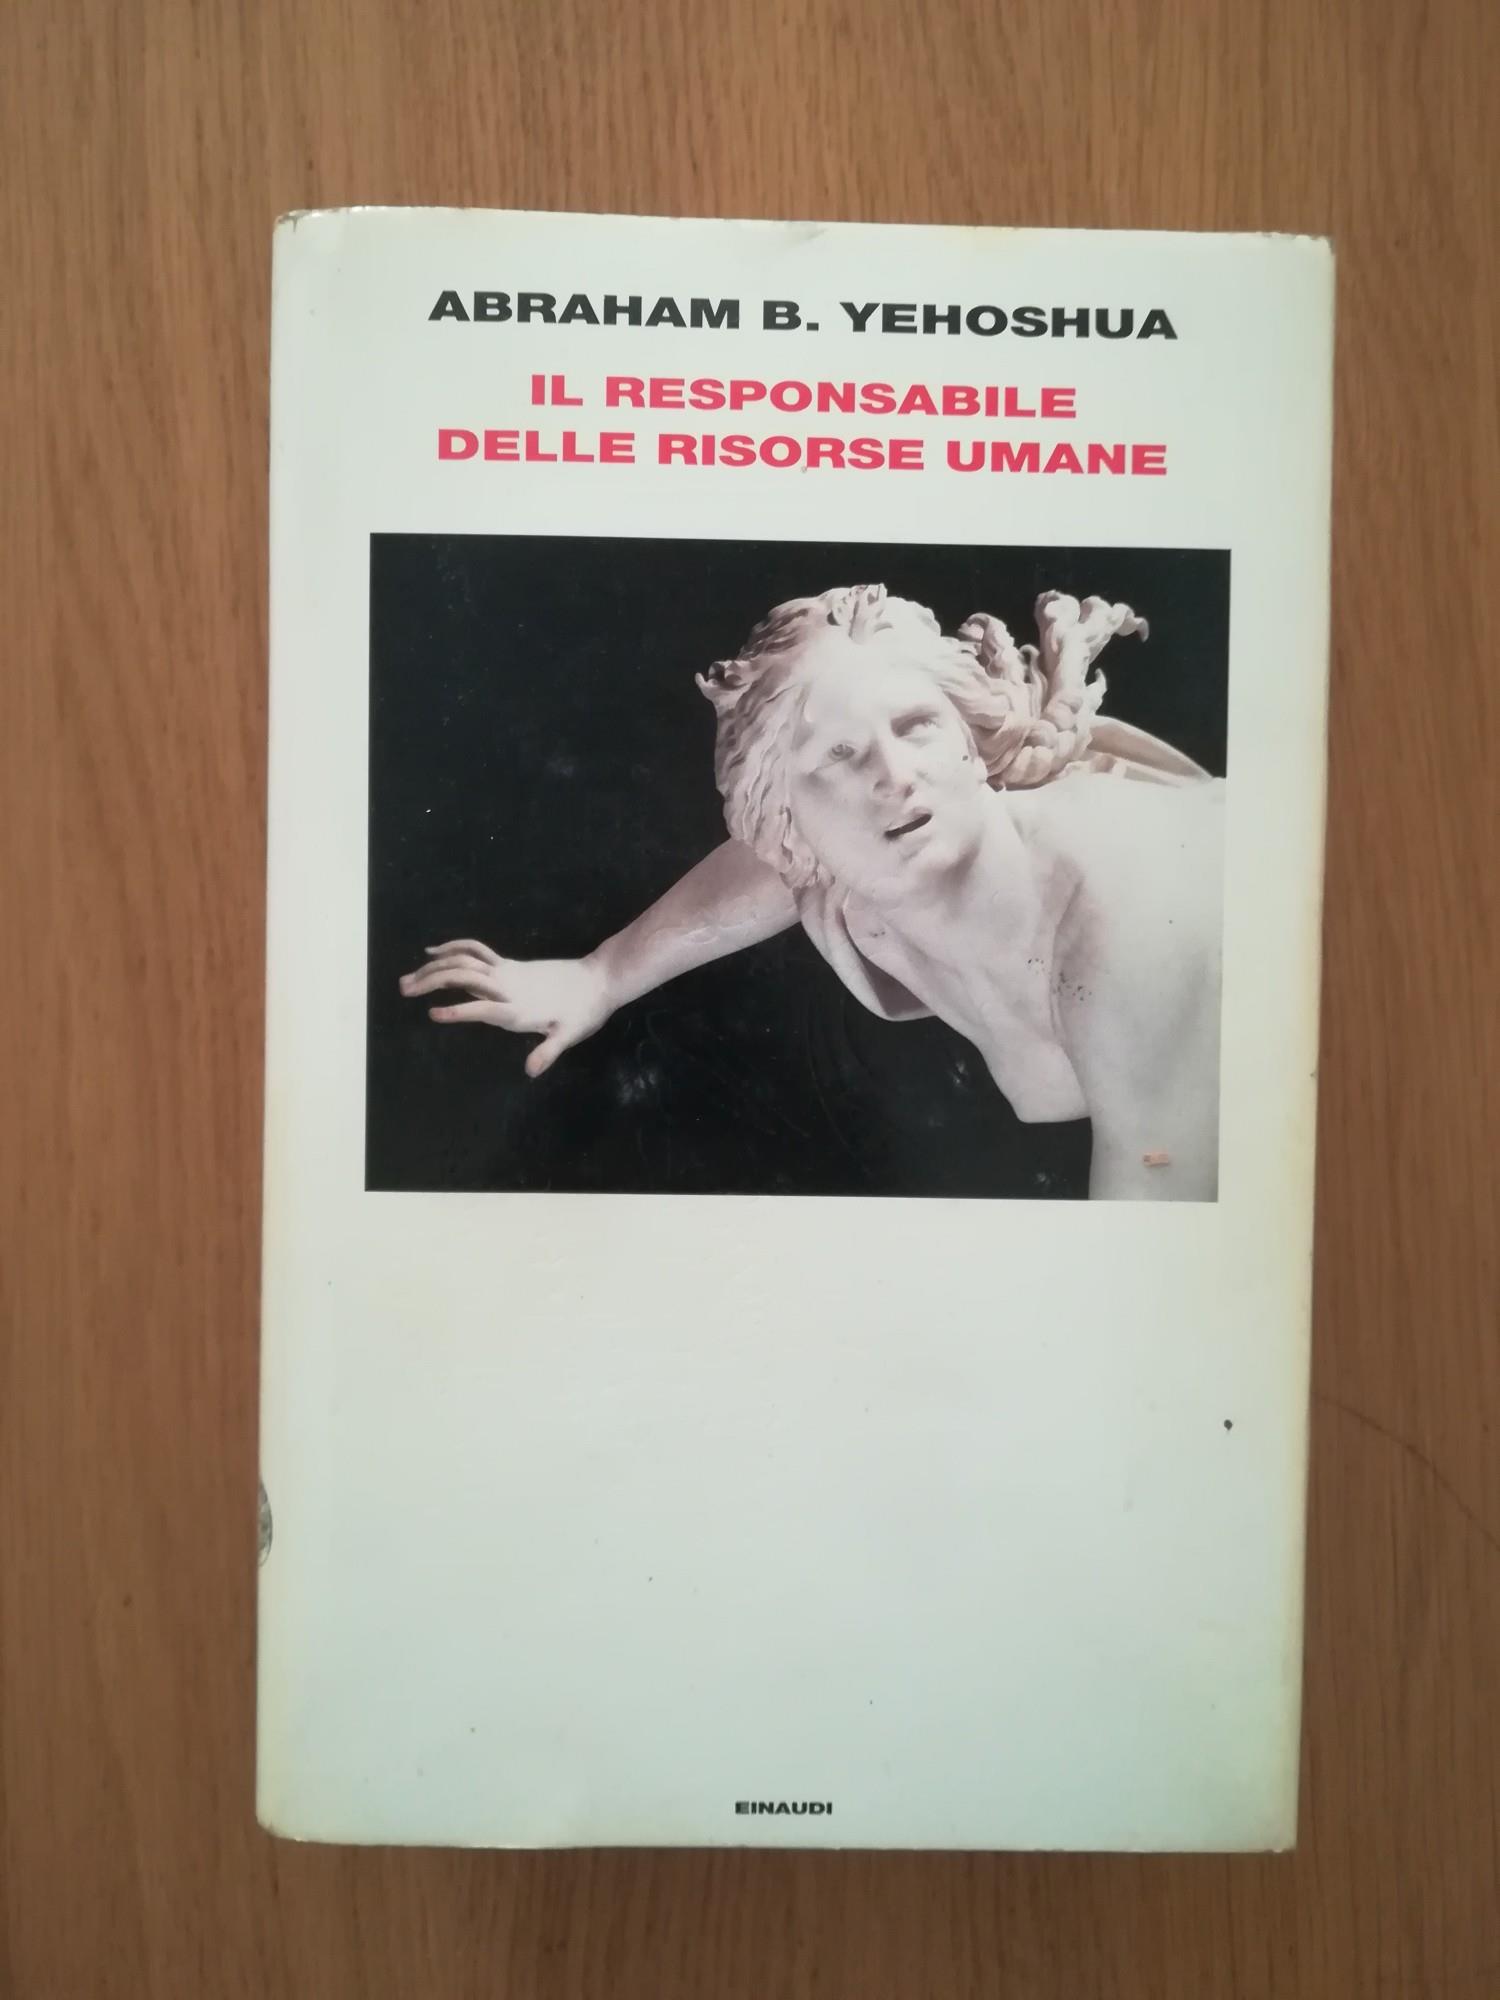 ABRAHAM B. YEHOSHUA
IL RESPONSABILE
DELLE RISORSE UMANE
EINAUDI